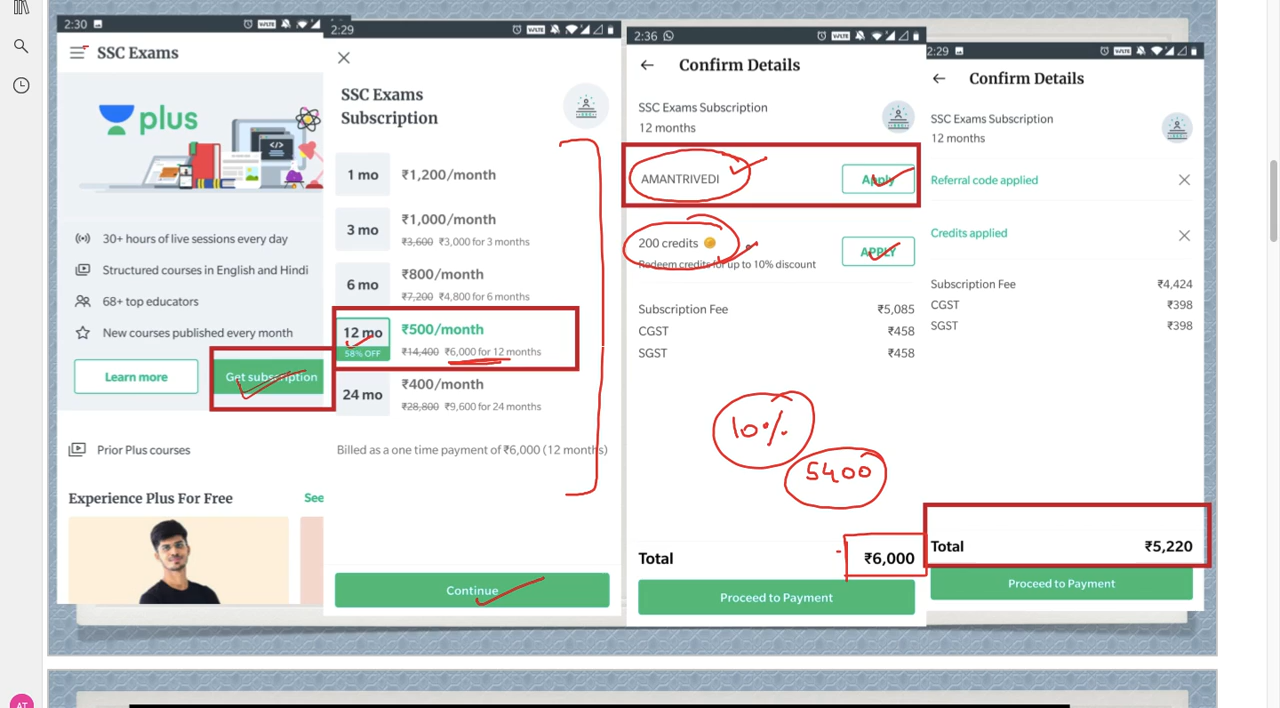 2:30
SSC Exams
plus
</>
30+ hours of live sessions every day
Structured courses in English and Hindi
68+ top educators
New courses published every month
Learn more
Get subscription
Prior Plus courses
Experience Plus For Free
See
2:29
VoLTE
SSC Exams
Subscription
1 mo
₹1,200/month
3 mo
₹1,000/month
₹3,600 ₹3,000 for 3 months
6 mo
₹800/month
₹7,200 ₹4,800 for 6 months
12 mo
58% OFF
₹500/month
₹14,400 ₹6,000 for 12 months
24 mo
₹400/month
₹28,800 ₹9,600 for 24 months
Billed as a one time payment of ₹6,000 (12 months)
Continue
2:36
VoLTE
Confirm Details
SSC Exams Subscription
12 months
AMANTRIVEDI
Apply
200 credits
APPLY
Redeem credits for up to 10% discount
Subscription Fee ₹5,085
CGST ₹458
SGST ₹458
10%
5400
Total ₹6,000
Proceed to Payment
2:29
VoLTE
Confirm Details
SSC Exams Subscription
12 months
Referral code applied
Credits applied
Subscription Fee ₹4,424
CGST ₹398
SGST ₹398
Total ₹5,220
Proceed to Payment
AT